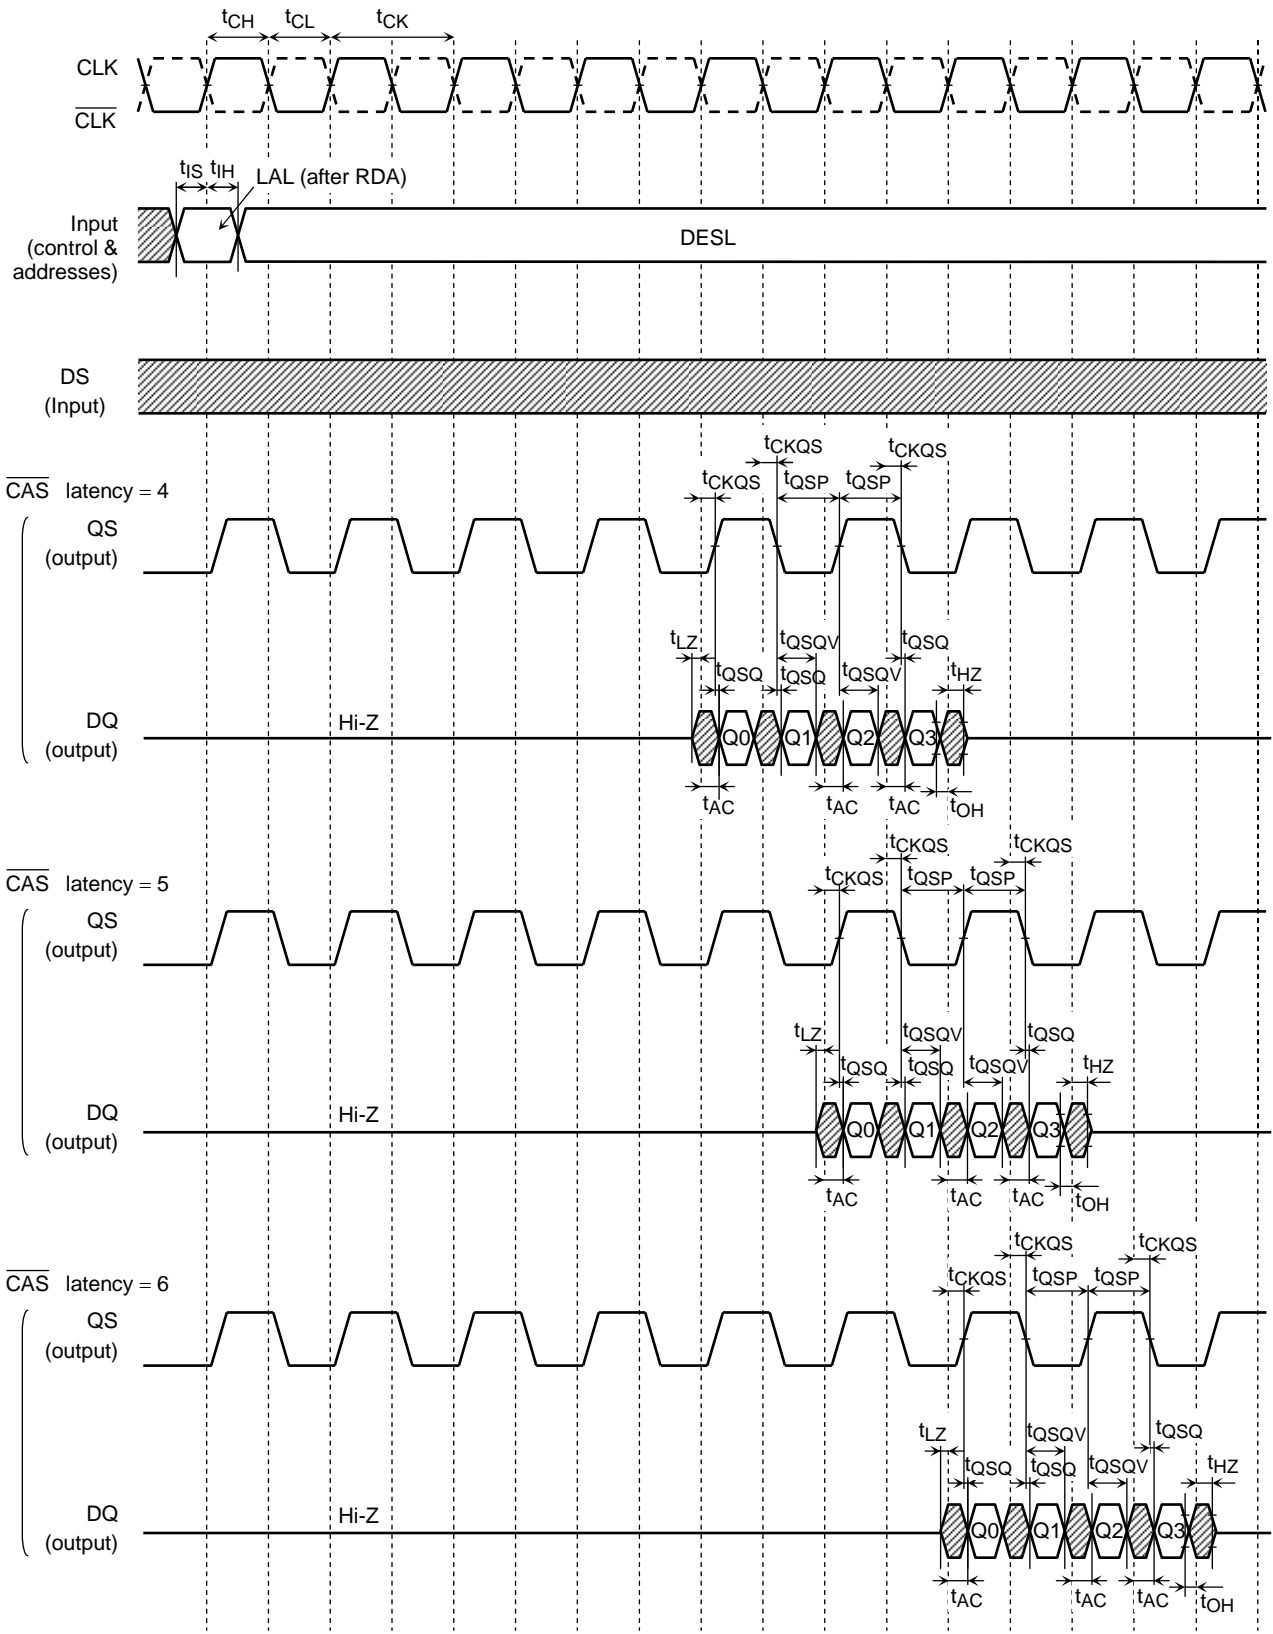 tCH tCL tCK
CLK
CLK
tIS tIH LAL (after RDA)
Input
(control &
addresses)
DESL
DS
(Input)
tCKQS tCKQS
tCKQS tQSP tQSP
CAS latency = 4
QS
(output)
tLZ tQSQV tQSQ
tQSQ tQSQ tQSQV tHZ
DQ
(output)
Hi-Z
Q0 Q1 Q2 Q3
tAC tAC tAC tOH
tCKQS tCKQS
tCKQS tQSP tQSP
CAS latency = 5
QS
(output)
tLZ tQSQV tQSQ
tQSQ tQSQ tQSQV tHZ
DQ
(output)
Hi-Z
Q0 Q1 Q2 Q3
tAC tAC tAC tOH
tCKQS tCKQS
tCKQS tQSP tQSP
CAS latency = 6
QS
(output)
tLZ tQSQV tQSQ
tQSQ tQSQ tQSQV tHZ
DQ
(output)
Hi-Z
Q0 Q1 Q2 Q3
tAC tAC tAC tOH